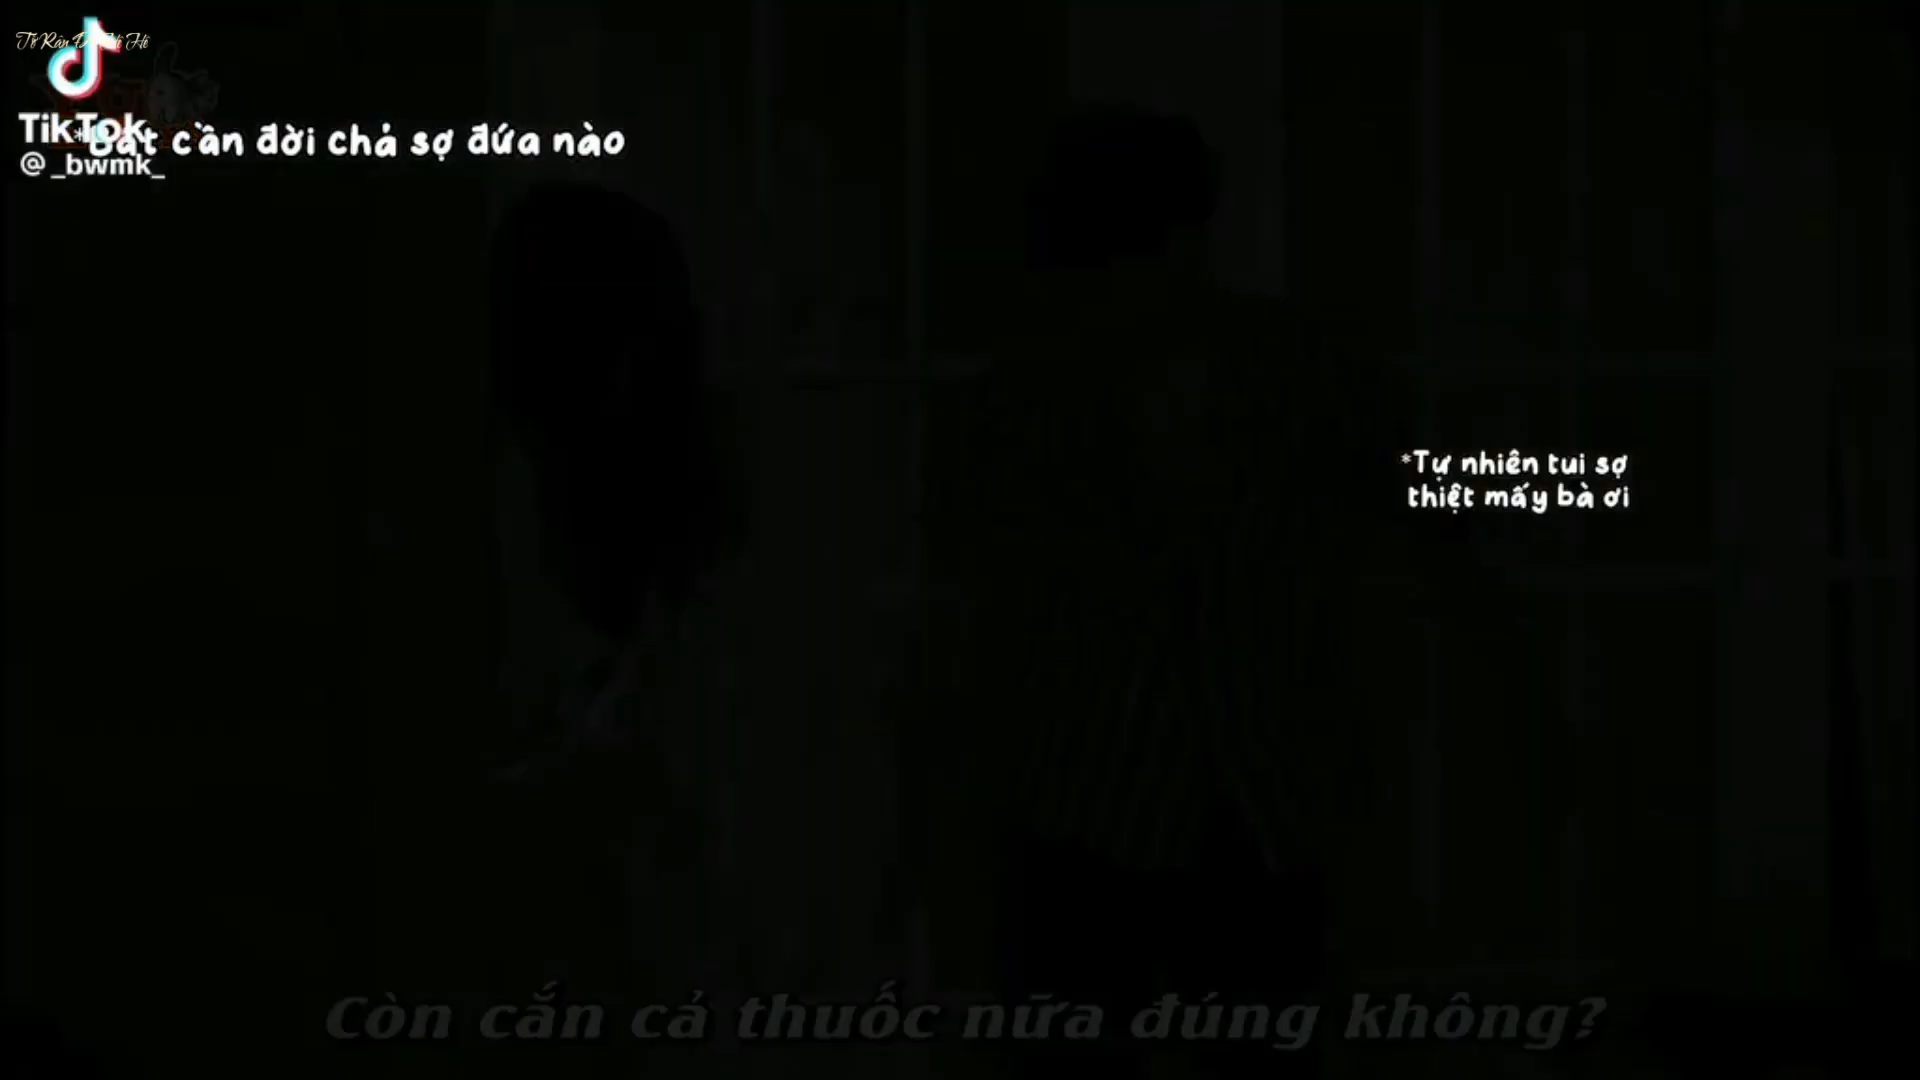 TikTok
*Bất cần đời chả sợ đứa nào
@_bwmk_
*Tự nhiên tui sợ
thiệt mấy bà ơi
Còn cắn cả thuốc nữa đúng không?